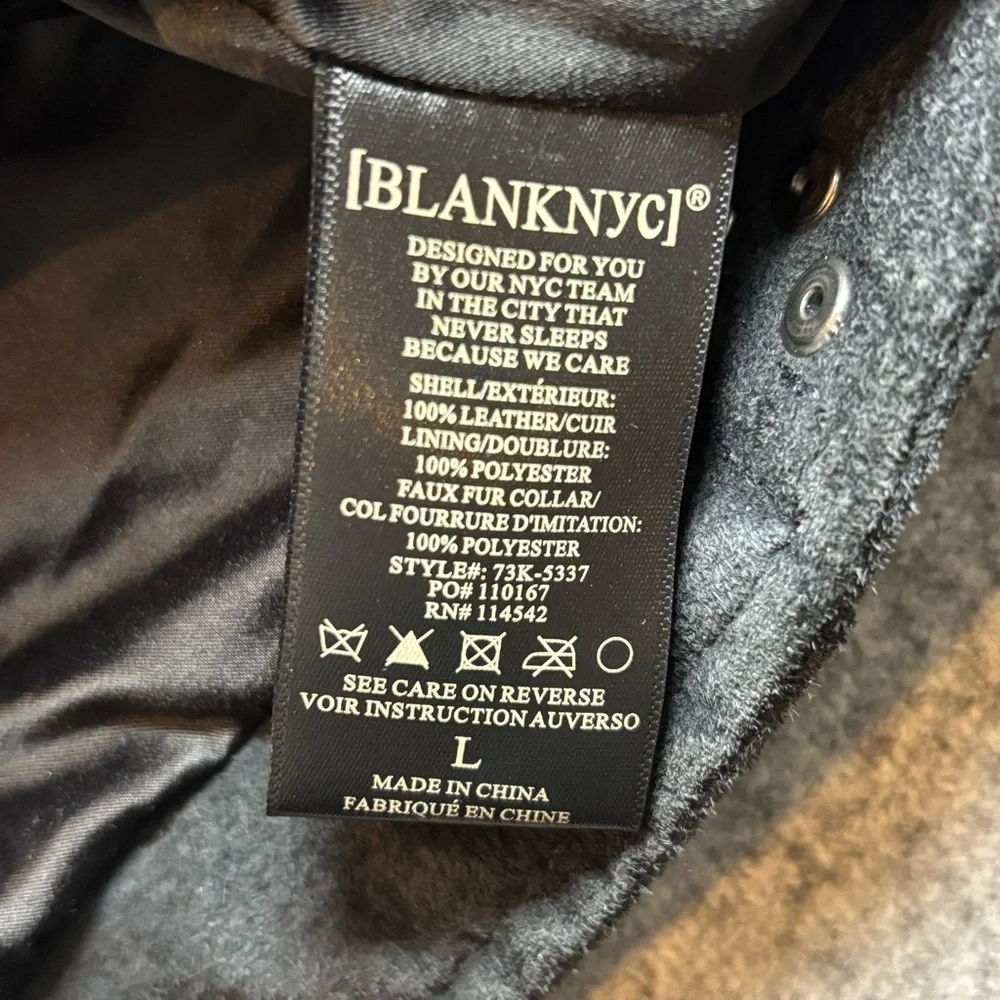 [BLANKNYC]®
DESIGNED FOR YOU
BY OUR NYC TEAM
IN THE CITY THAT
NEVER SLEEPS
BECAUSE WE CARE
SHELL/EXTÉRIEUR:
100% LEATHER/CUIR
LINING/DOUBLURE:
100% POLYESTER
FAUX FUR COLLAR/
COL FOURRURE D'IMITATION:
100% POLYESTER
STYLE#: 73K-5337
PO# 110167
RN# 114542
SEE CARE ON REVERSE
VOIR INSTRUCTION AUVERSO
L
MADE IN CHINA
FABRIQUÉ EN CHINE